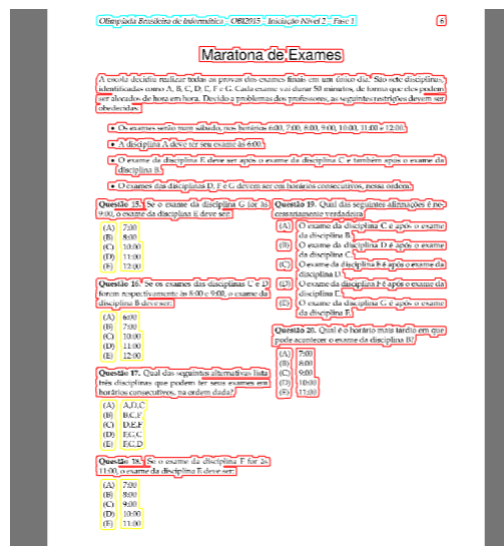 Olimpíada Brasileira de Informática – OBI2015 – Iniciação Nível 2 – Fase 1
6
Maratona de Exames
A escola decidiu realizar todas as provas dos exames finais em um único dia. São sete disciplinas,
identificadas como A, B, C, D, E, F e G. Cada exame vai durar 50 minutos, de forma que eles podem
ser alocados de hora em hora. Devido a problemas dos professores, as seguintes restrições devem ser
obedecidas:
• Os exames serão num sábado, nos horários 6:00, 7:00, 8:00, 9:00, 10:00, 11:00 e 12:00.
• A disciplina A deve ter seu exame às 6:00.
• O exame da disciplina E deve ser após o exame da disciplina C e também após o exame da
disciplina B.
• O exames das disciplinas D, F e G devem ser em horários consecutivos, nessa ordem.
Questão 15. Se o exame da disciplina G for às
9:00, o exame da disciplina E deve ser:
(A) 7:00
(B) 8:00
(C) 10:00
(D) 11:00
(E) 12:00
Questão 16. Se os exames das disciplinas C e D
forem respectivamente às 8:00 e 9:00, o exame da
disciplina B deve ser:
(A) 6:00
(B) 7:00
(C) 10:00
(D) 11:00
(E) 12:00
Questão 17. Qual das seguintes alternativas lista
três disciplinas que podem ter seus exames em
horários consecutivos, na ordem dada?
(A) A,D,C
(B) B,C,F
(C) D,E,F
(D) F,G,C
(E) F,C,D
Questão 18. Se o exame da disciplina F for às
11:00, o exame da disciplina E deve ser:
(A) 7:00
(B) 8:00
(C) 9:00
(D) 10:00
(E) 11:00
Questão 19. Qual das seguintes afirmações é ne-
cessariamente verdadeira?
(A) O exame da disciplina C é após o exame
da disciplina B.
(B) O exame da disciplina D é após o exame
da disciplina C.
(C) O exame da disciplina E é após o exame da
disciplina D.
(D) O exame da disciplina F é após o exame da
disciplina E.
(E) O exame da disciplina G é após o exame
da disciplina F.
Questão 20. Qual é o horário mais tardio em que
pode acontecer o exame da disciplina B?
(A) 7:00
(B) 8:00
(C) 9:00
(D) 10:00
(E) 11:00